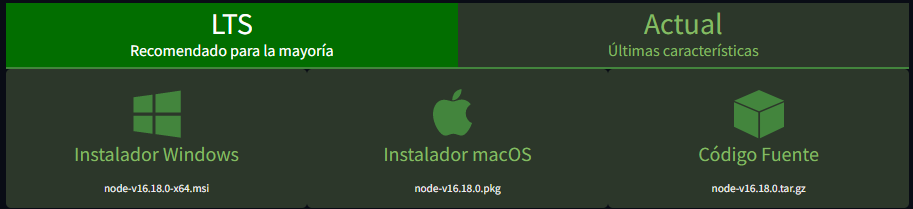 LTS
Recomendado para la mayoría
Actual
Últimas características
Instalador Windows
node-v16.18.0-x64.msi
Instalador macOS
node-v16.18.0.pkg
Código Fuente
node-v16.18.0.tar.gz